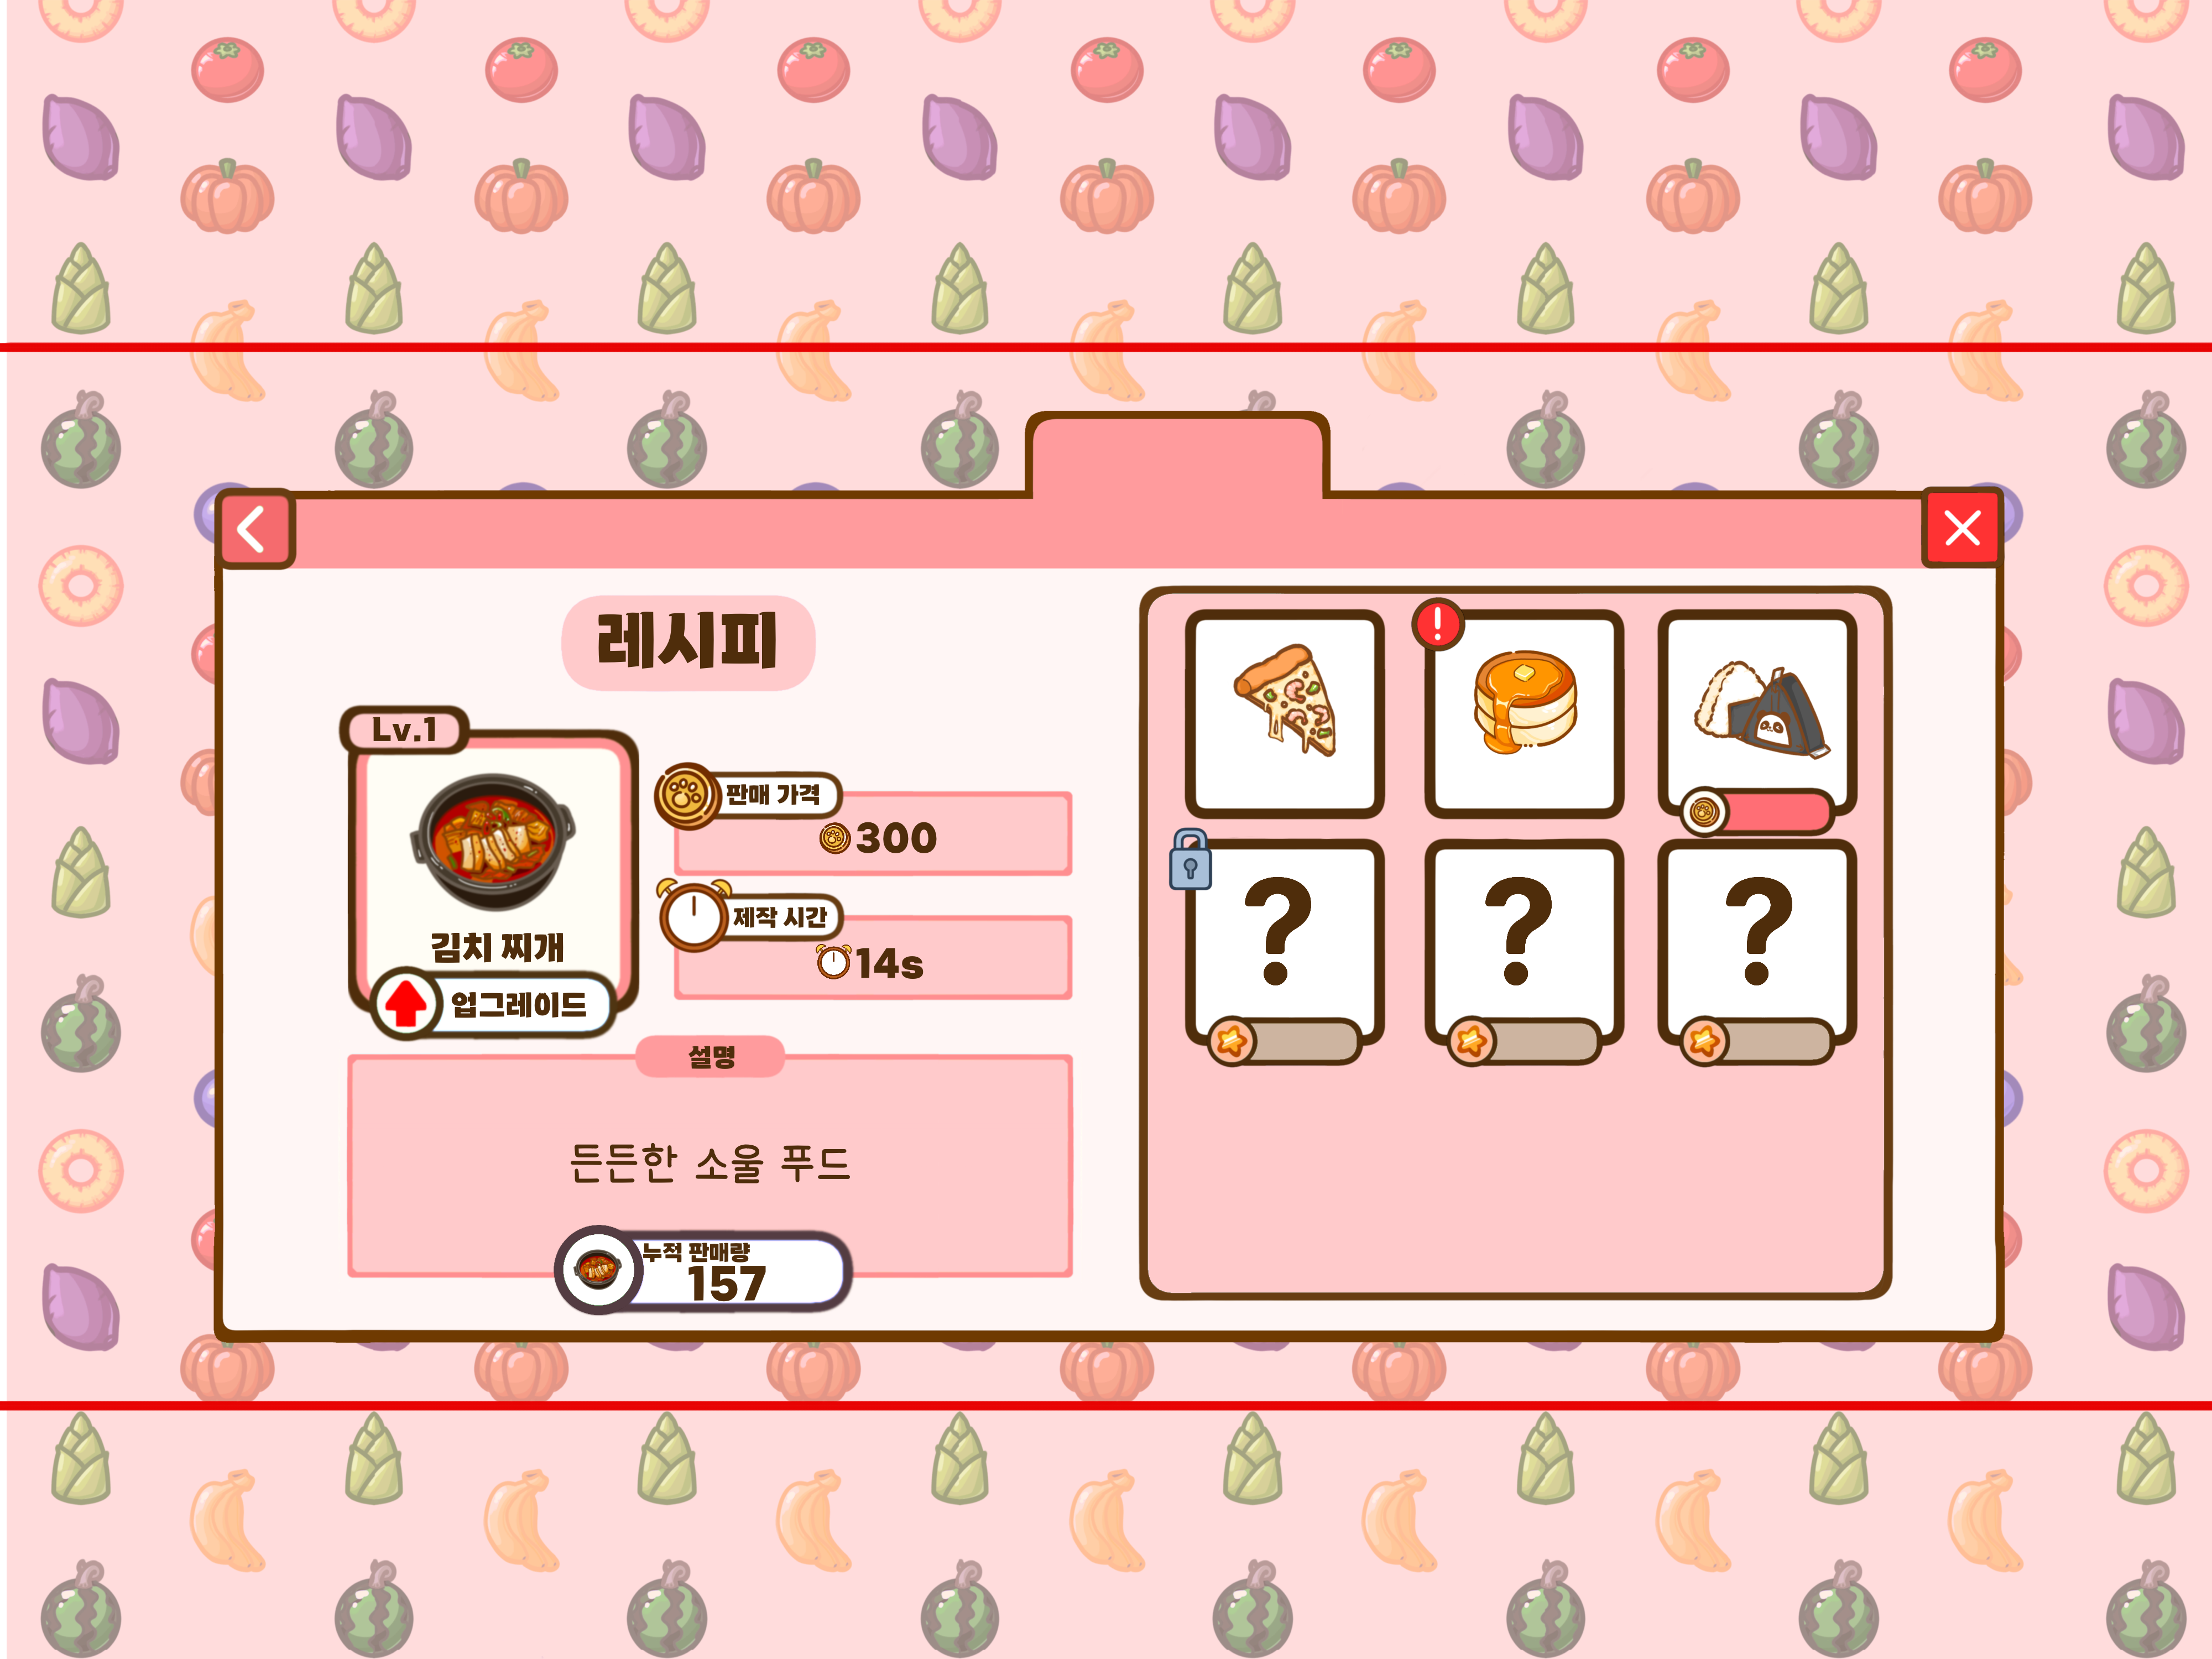 레시피
Lv.1
김치 찌개
업그레이드
판매 가격
300
제작 시간
14s
설명
든든한 소울 푸드
누적 판매량
157
!
?
?
?